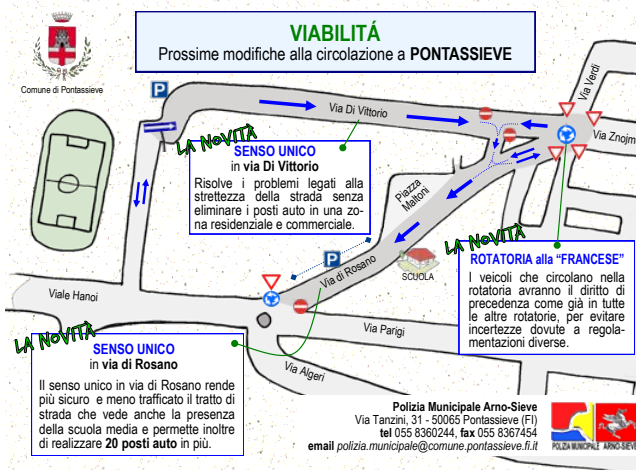 VIABILITÁ
Prossime modifiche alla circolazione a PONTASSIEVE
Comune di Pontassieve
P
Via Verdi
Via Di Vittorio
Via Znojm
LA NOVITÀ
SENSO UNICO
in via Di Vittorio
Risolve i problemi legati alla
strettezza della strada senza
eliminare i posti auto in una zo-
na residenziale e commerciale.
Piazza
Maltoni
P
Via di Rosano
SCUOLA
LA NOVITÀ
ROTATORIA alla “FRANCESE”
I veicoli che circolano nella
rotatoria avranno il diritto di
precedenza come già in tutte
le altre rotatorie, per evitare
incertezze dovute a regola-
mentazioni diverse.
Viale Hanoi
Via Parigi
Via Algeri
LA NOVITÀ
SENSO UNICO
in via di Rosano
Il senso unico in via di Rosano rende
più sicuro e meno trafficato il tratto di
strada che vede anche la presenza
della scuola media e permette inoltre
di realizzare 20 posti auto in più.
Polizia Municipale Arno-Sieve
Via Tanzini, 31 - 50065 Pontassieve (FI)
tel 055 8360244, fax 055 8367454
email polizia.municipale@comune.pontassieve.fi.it
POLIZIA MUNICIPALE ARNO-SIEVE